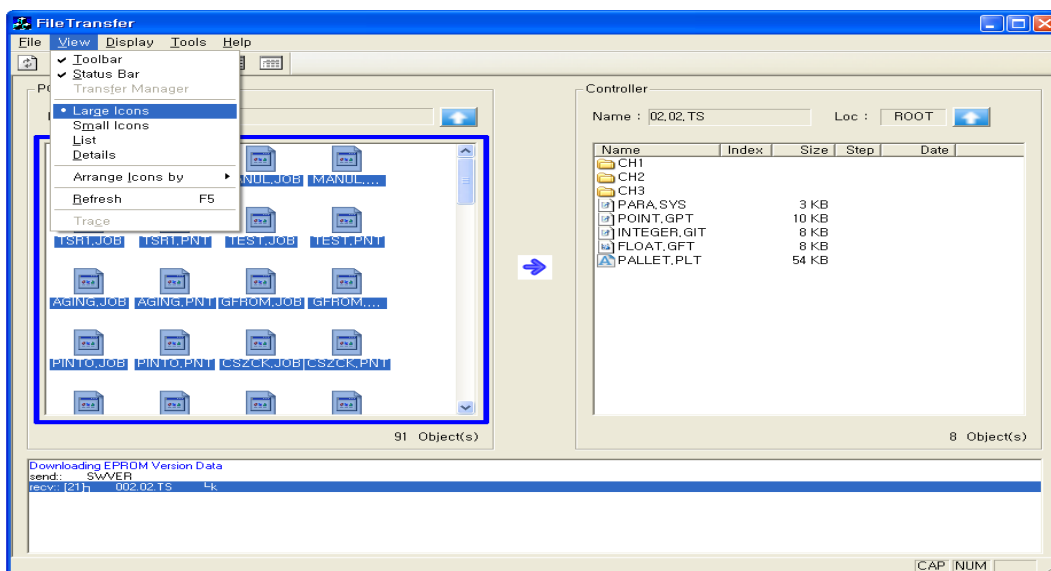 FileTransfer
File View Display Tools Help
Toolbar
Status Bar
Transfer Manager
Large Icons
Small Icons
List
Details
Arrange Icons by
Refresh F5
Trace
MANUL,...
TSR1,JOB TSR1,PNT TEST,JOB TEST,PNT
AGING,JOB AGING,PNT GFROM,JOB GFROM,...
PINTO,JOB PINTO,PNT CSZCK,JOB CSZCK,PNT
91 Object(s)
Controller
Name : 02,02,TS Loc : ROOT
Name Index Size Step Date
CH1
CH2
CH3
PARA,SYS 3 KB
POINT,GPT 10 KB
INTEGER,GIT 8 KB
FLOAT,GFT 8 KB
PALLET,PLT 54 KB
8 Object(s)
Downloading EPROM Version Data
send:: SWVER
recv:: [21]┐ 002.02.TS └k
CAP NUM